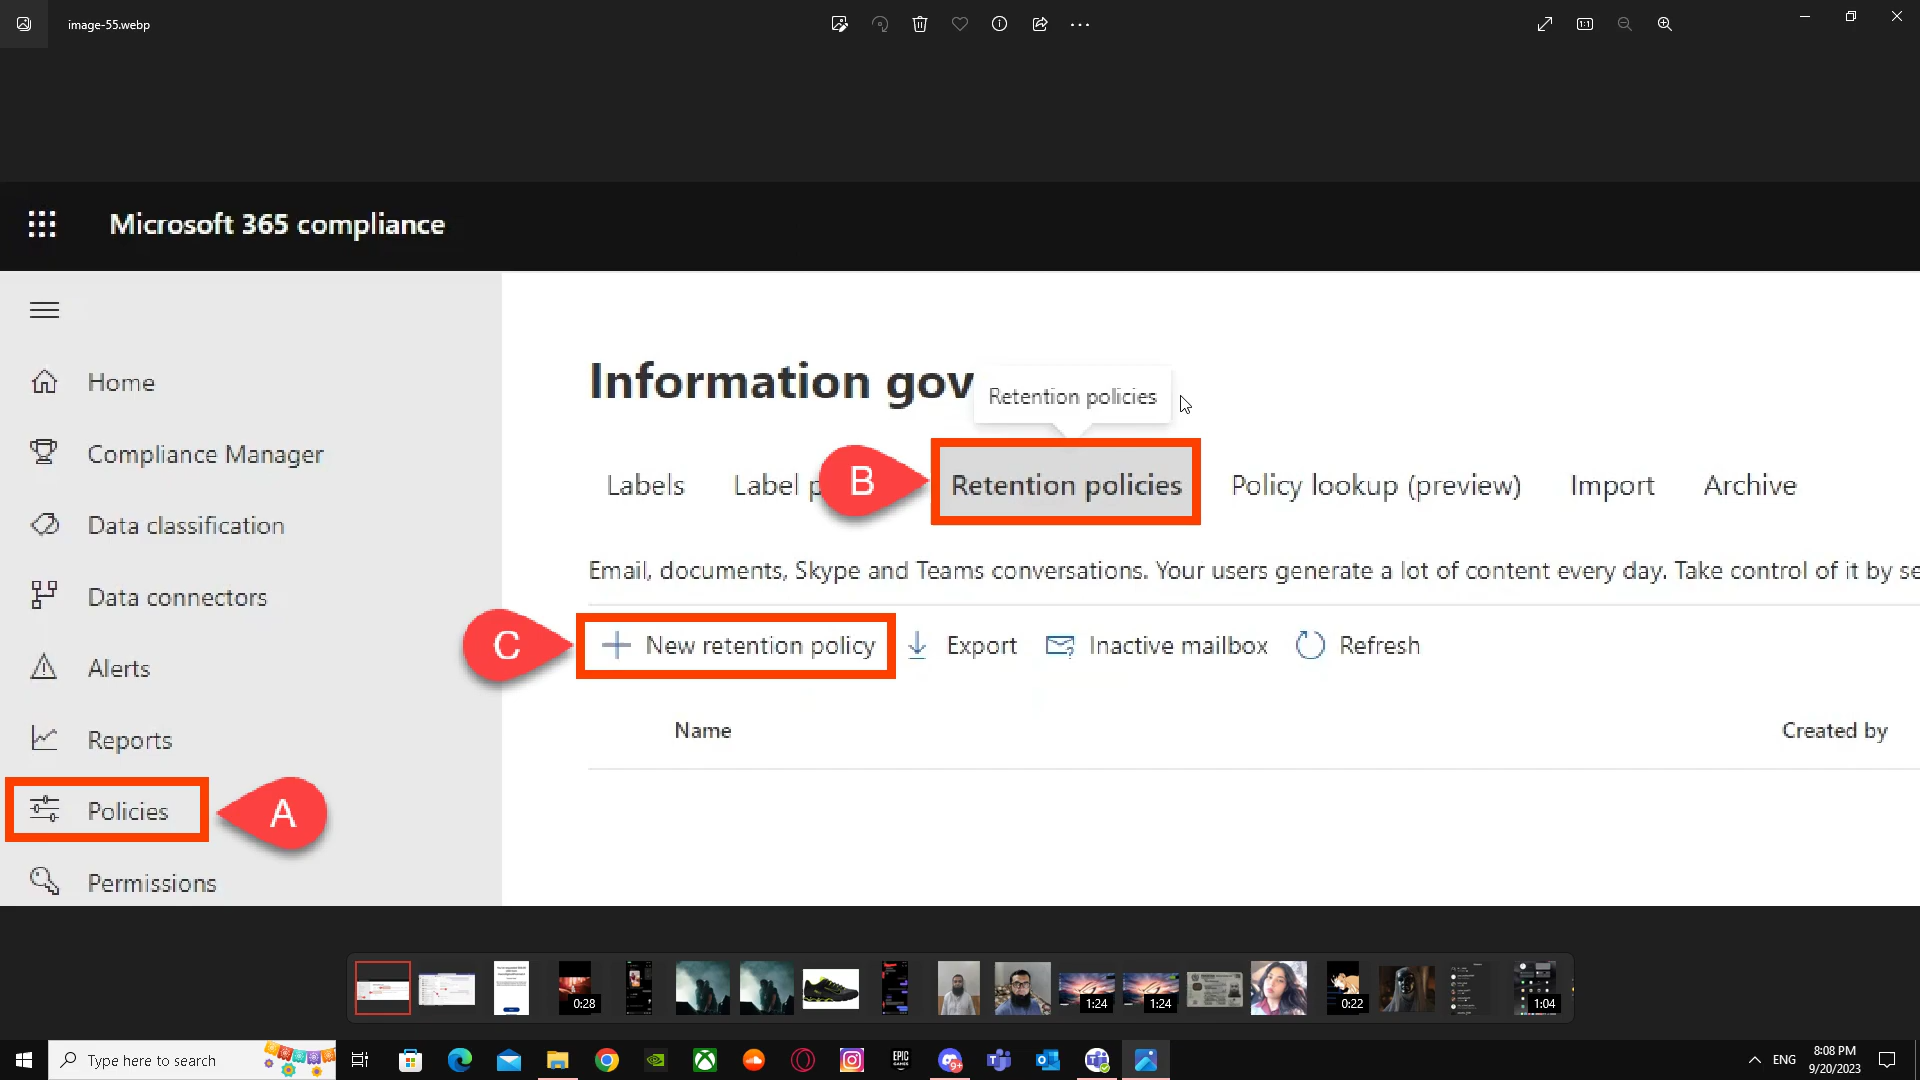 image-55.webp
Microsoft 365 compliance
Home
Compliance Manager
Data classification
Data connectors
Alerts
Reports
Policies
A
Permissions
Information gov
Retention policies
Labels
Label p
B
Retention policies
Policy lookup (preview)
Import
Archive
Email, documents, Skype and Teams conversations. Your users generate a lot of content every day. Take control of it by se
C
New retention policy
Export
Inactive mailbox
Refresh
Name
Created by
0:28
1:24
1:24
0:22
1:04
Type here to search
EPIC
GAMES
9+
ENG
8:08 PM
9/20/2023